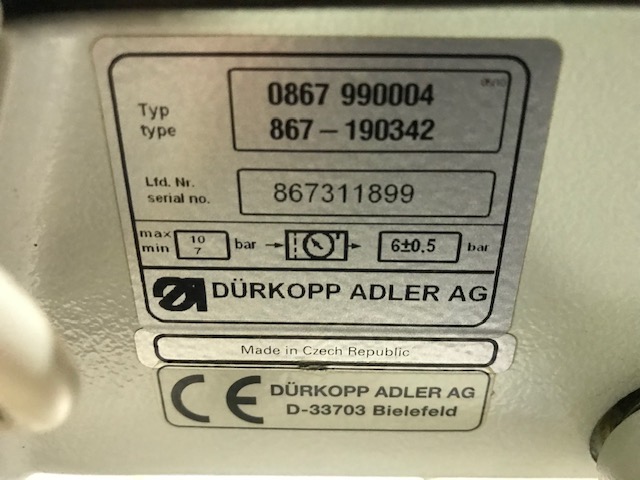 Typ
type
0867 990004
867-190342
Lfd. Nr.
serial no.
867311899
max
min
10
7
bar
6±0,5
bar
DÜRKOPP ADLER AG
Made in Czech Republic
CE
DÜRKOPP ADLER AG
D-33703 Bielefeld